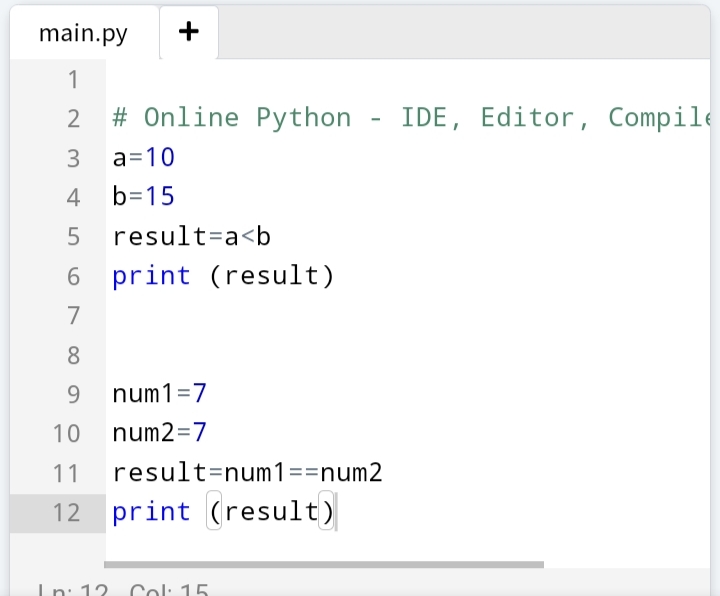 main.py +
1
2 # Online Python - IDE, Editor, Compile
3 a=10
4 b=15
5 result=a<b
6 print (result)
7
8
9 num1=7
10 num2=7
11 result=num1==num2
12 print (result)
Ln: 12 Col: 15